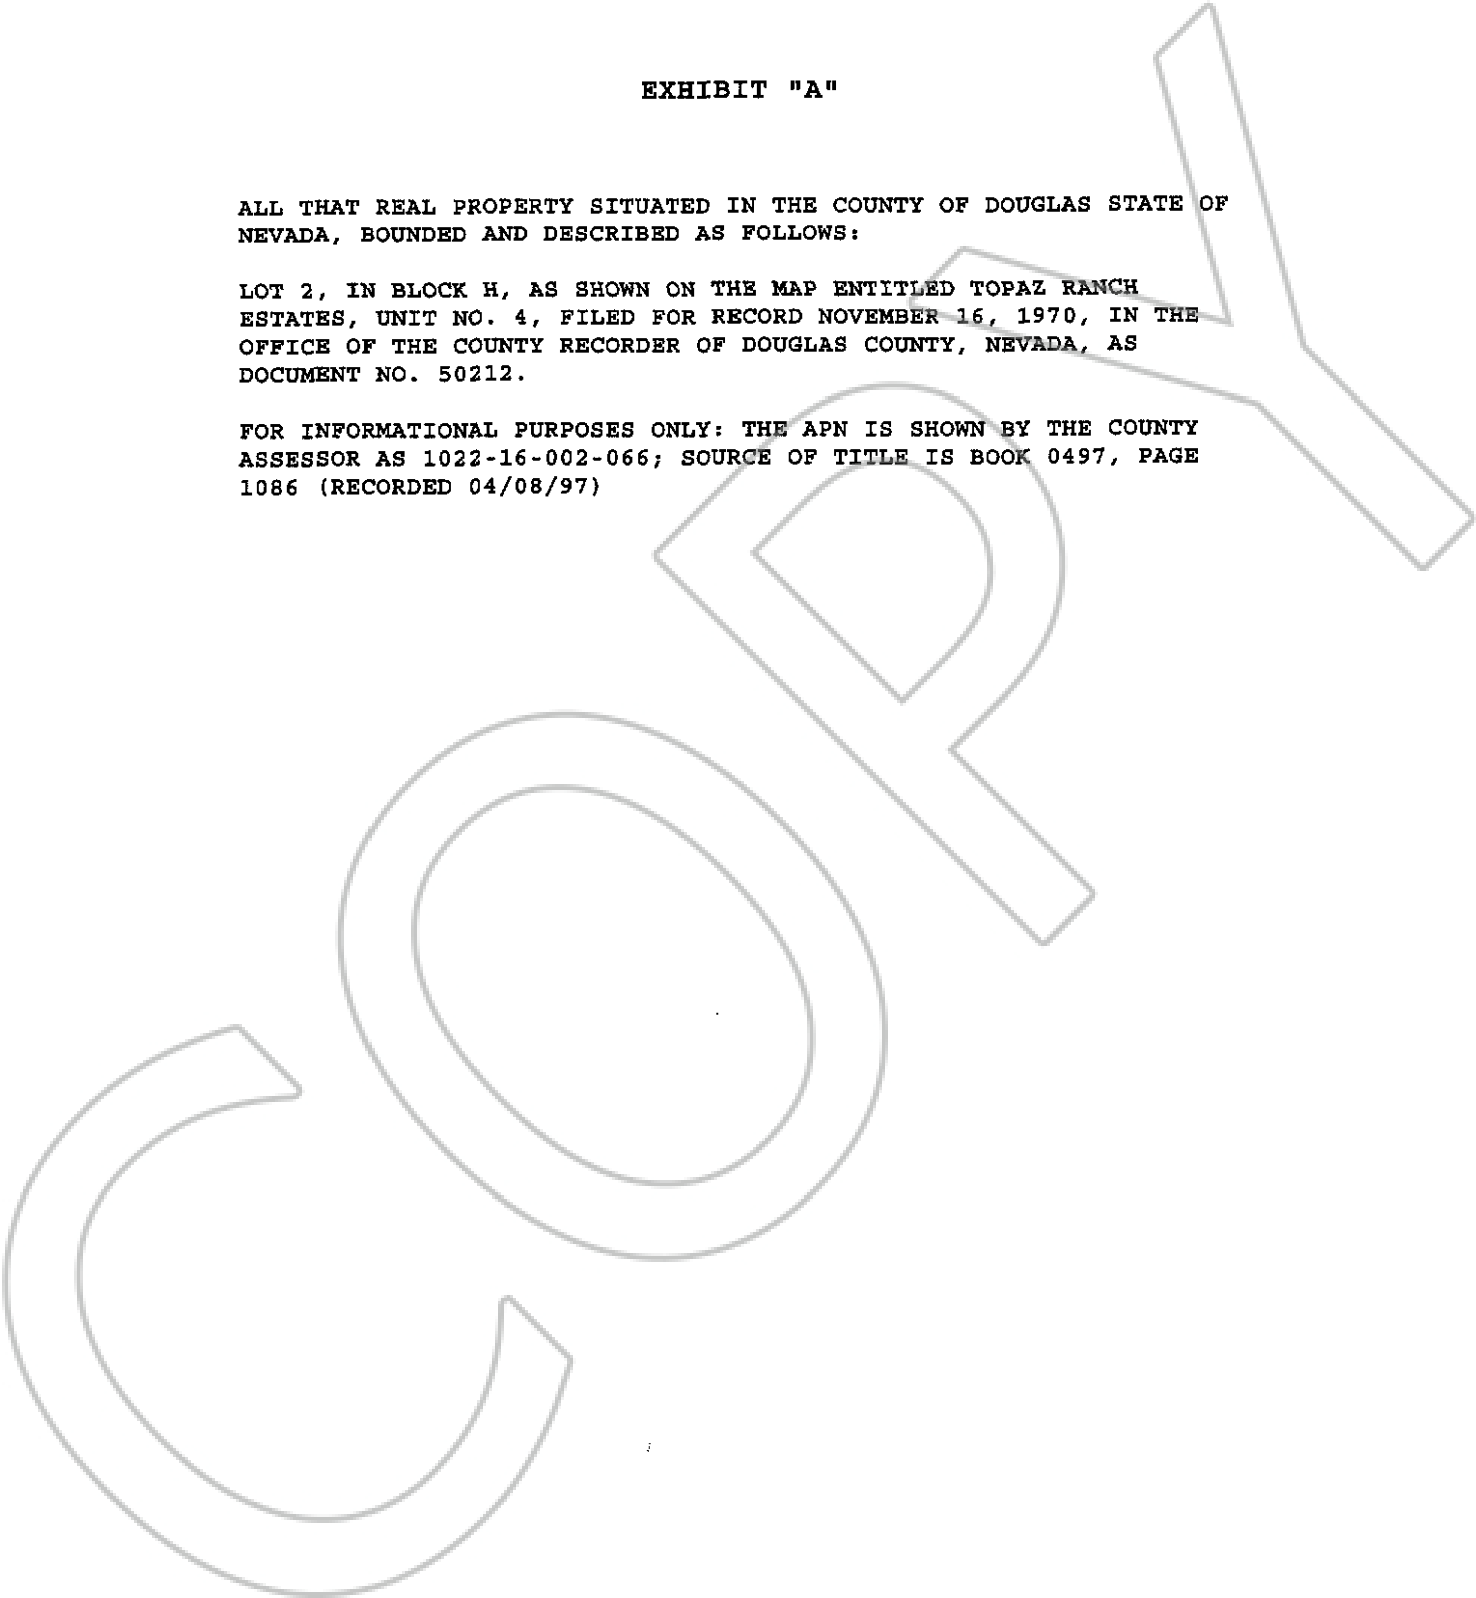 EXHIBIT "A"
ALL THAT REAL PROPERTY SITUATED IN THE COUNTY OF DOUGLAS STATE OF
NEVADA, BOUNDED AND DESCRIBED AS FOLLOWS:
LOT 2, IN BLOCK H, AS SHOWN ON THE MAP ENTITLED TOPAZ RANCH
ESTATES, UNIT NO. 4, FILED FOR RECORD NOVEMBER 16, 1970, IN THE
OFFICE OF THE COUNTY RECORDER OF DOUGLAS COUNTY, NEVADA, AS
DOCUMENT NO. 50212.
FOR INFORMATIONAL PURPOSES ONLY: THE APN IS SHOWN BY THE COUNTY
ASSESSOR AS 1022-16-002-066; SOURCE OF TITLE IS BOOK 0497, PAGE
1086 (RECORDED 04/08/97)
COPY